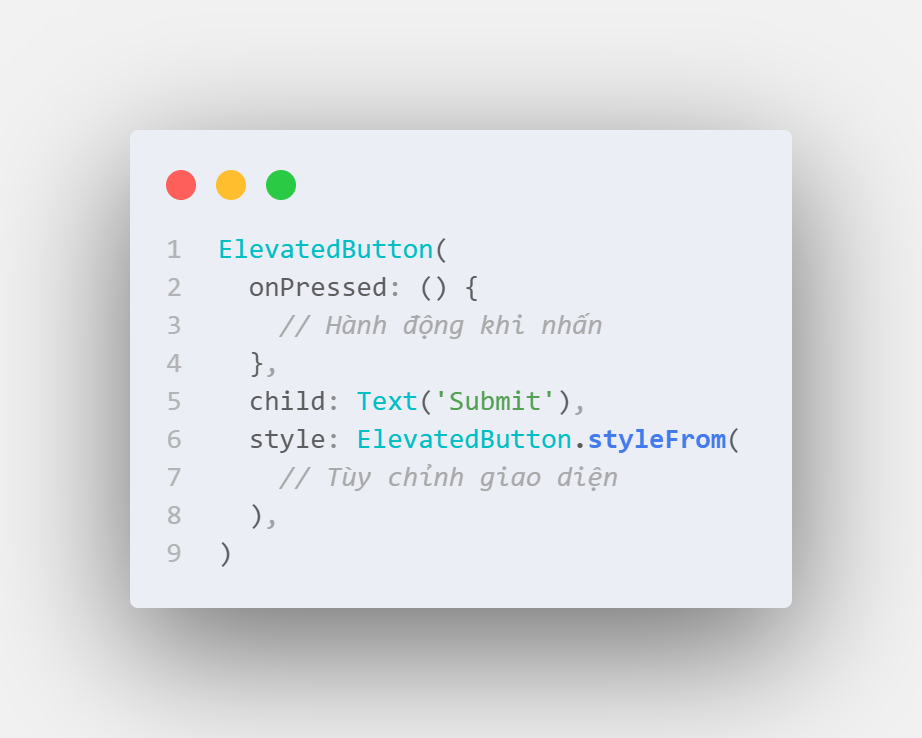 1 ElevatedButton(
2   onPressed: () {
3     // Hành động khi nhấn
4   },
5   child: Text('Submit'),
6   style: ElevatedButton.styleFrom(
7     // Tùy chỉnh giao diện
8   ),
9 )